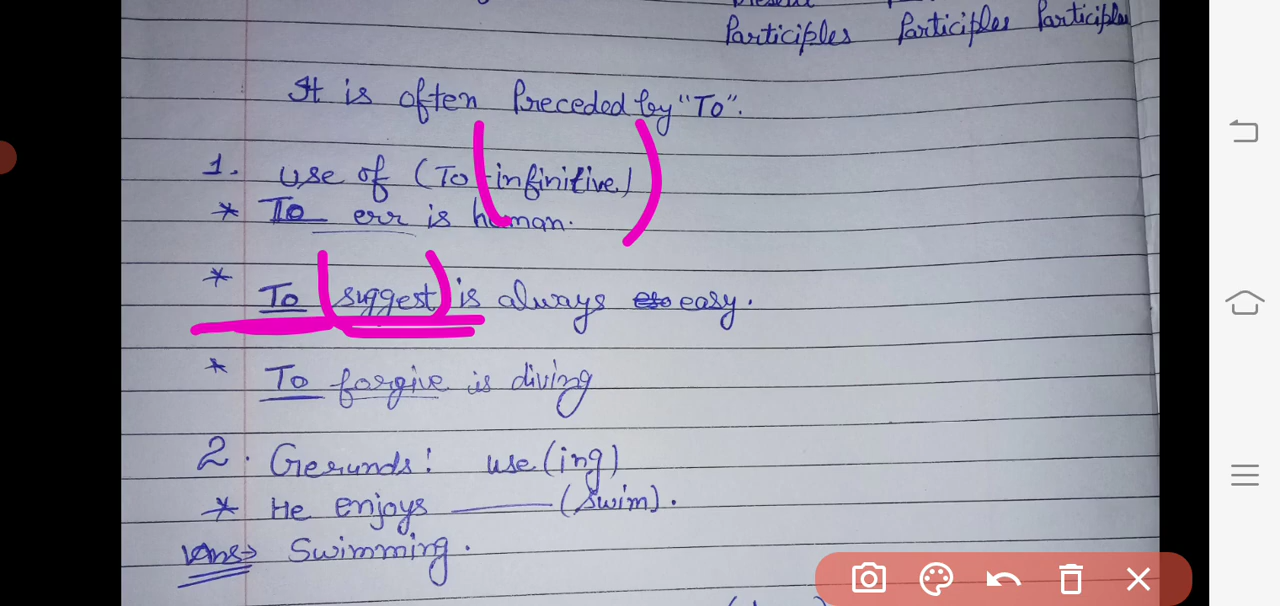 Present
Participles Participles Participles
It is often Preceded by "To".
1. use of (To infinitive)
* To err is human.
* To suggest is always easy.
* To forgive is diving
2. Gerunds: use (ing)
* He enjoys ______ (Swim).
Ans⇒ Swimming.